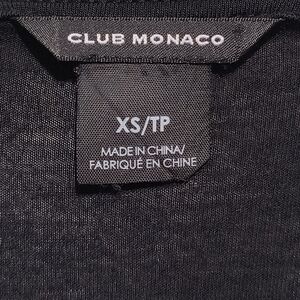 CLUB MONACO
XS/TP
MADE IN CHINA/
FABRIQUÉ EN CHINE